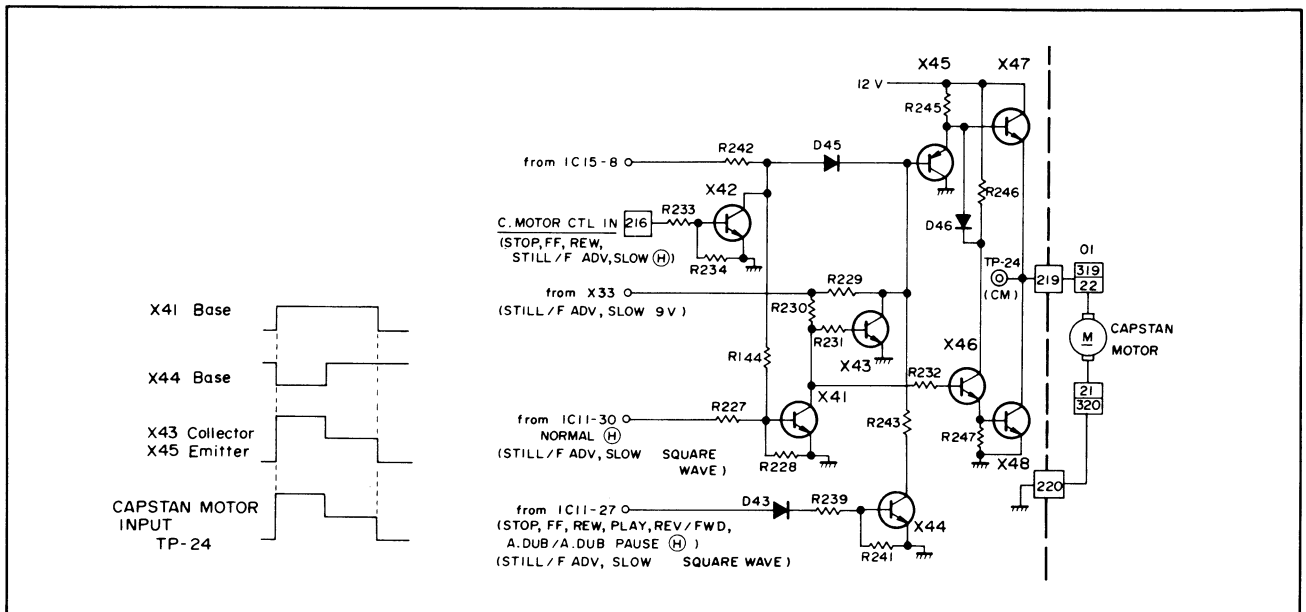 X45 X47
12 V
R245
R242 D45
from IC15-8
X42
R246
C. MOTOR CTL IN 216 R233
D46
(STOP, FF, REW,
STILL/F ADV, SLOW Ⓗ)
R234
TP-24
(CM)
219
01
319
22
R229
from X33
(STILL/F ADV, SLOW 9V)
R230
R231
X43
M CAPSTAN
MOTOR
X41 Base
R144
X46
R232
21
320
X44 Base
X41
from IC11-30 R227
NORMAL Ⓗ
(STILL/F ADV, SLOW SQUARE
WAVE)
R228
R243
R247
X48
X43 Collector
X45 Emitter
220
CAPSTAN MOTOR
INPUT
TP-24
from IC11-27 D43 R239
X44
(STOP, FF, REW, PLAY, REV/FWD,
A.DUB/A.DUB PAUSE Ⓗ)
R241
(STILL/F ADV, SLOW SQUARE WAVE)